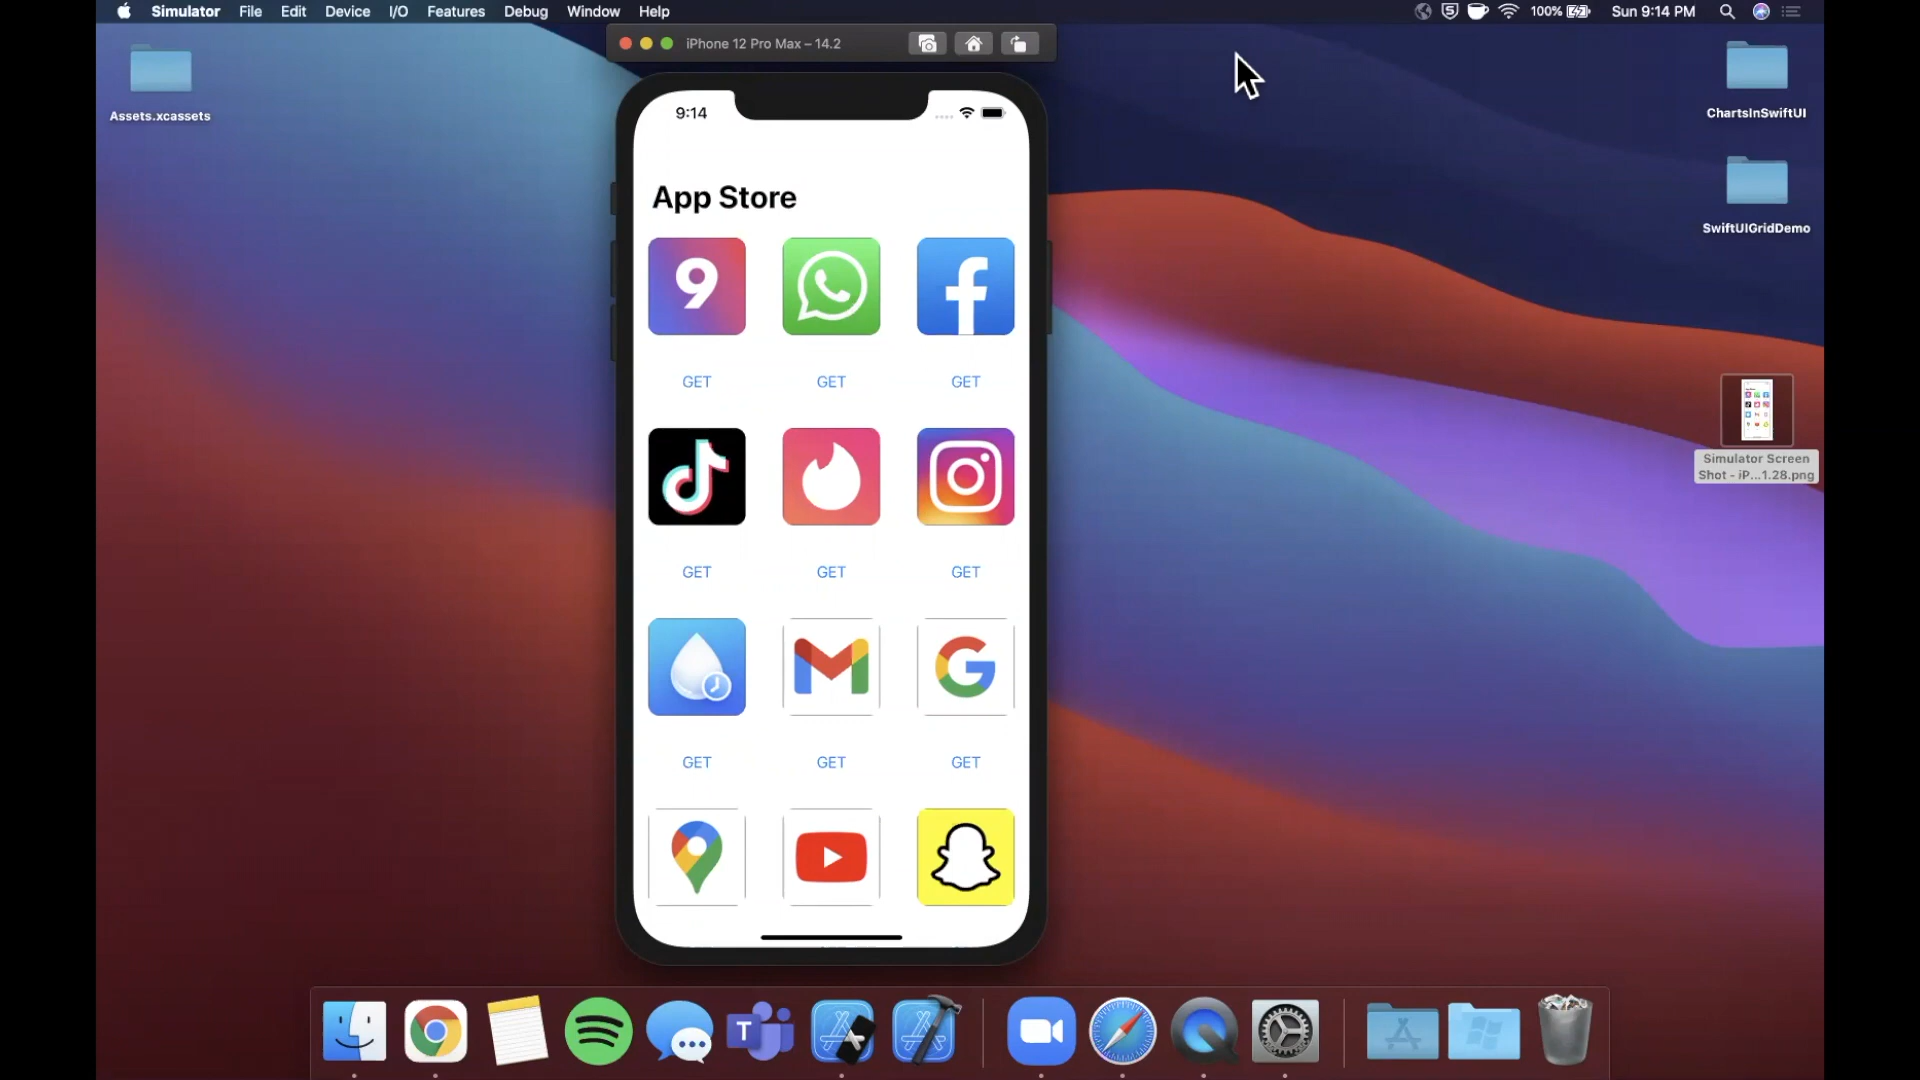 Simulator File Edit Device I/O Features Debug Window Help
100% Sun 9:14 PM
iPhone 12 Pro Max – 14.2
Assets.xcassets
ChartsInSwiftUI
SwiftUIGridDemo
Simulator Screen
Shot - iP...1.28.png
9:14
App Store
9
GET GET GET
GET GET GET
GET GET GET
T